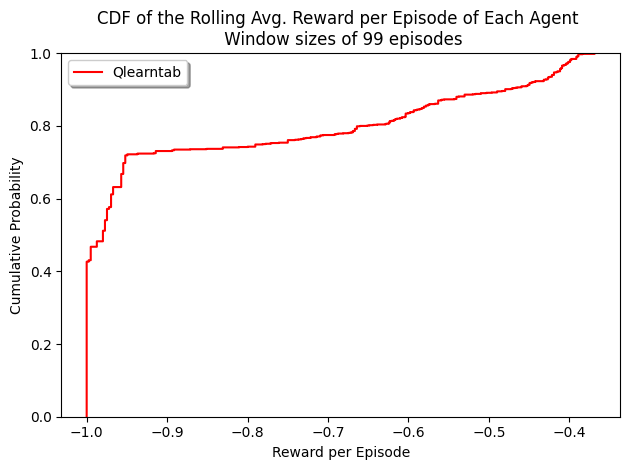 CDF of the Rolling Avg. Reward per Episode of Each Agent
Window sizes of 99 episodes
Qlearntab
1.0
0.8
0.6
0.4
0.2
0.0
Cumulative Probability
−1.0 −0.9 −0.8 −0.7 −0.6 −0.5 −0.4
Reward per Episode